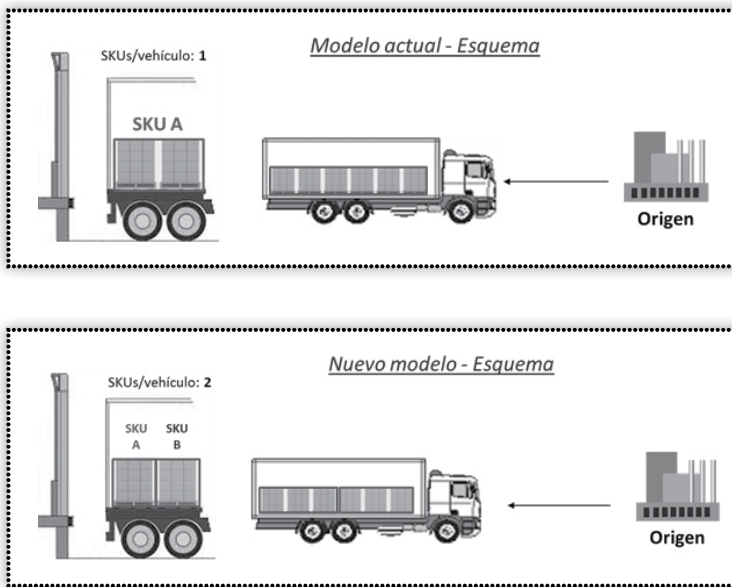 SKUs/vehículo: 1
Modelo actual - Esquema
SKU A
Origen
SKUs/vehículo: 2
Nuevo modelo - Esquema
SKU SKU
A B
Origen